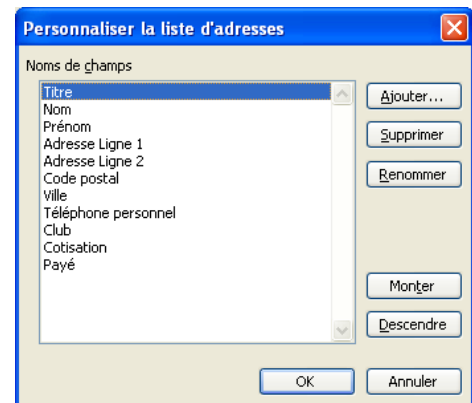 Personnaliser la liste d'adresses
Noms de champs
Titre
Nom
Prénom
Adresse Ligne 1
Adresse Ligne 2
Code postal
Ville
Téléphone personnel
Club
Cotisation
Payé
Ajouter...
Supprimer
Renommer
Monter
Descendre
OK
Annuler